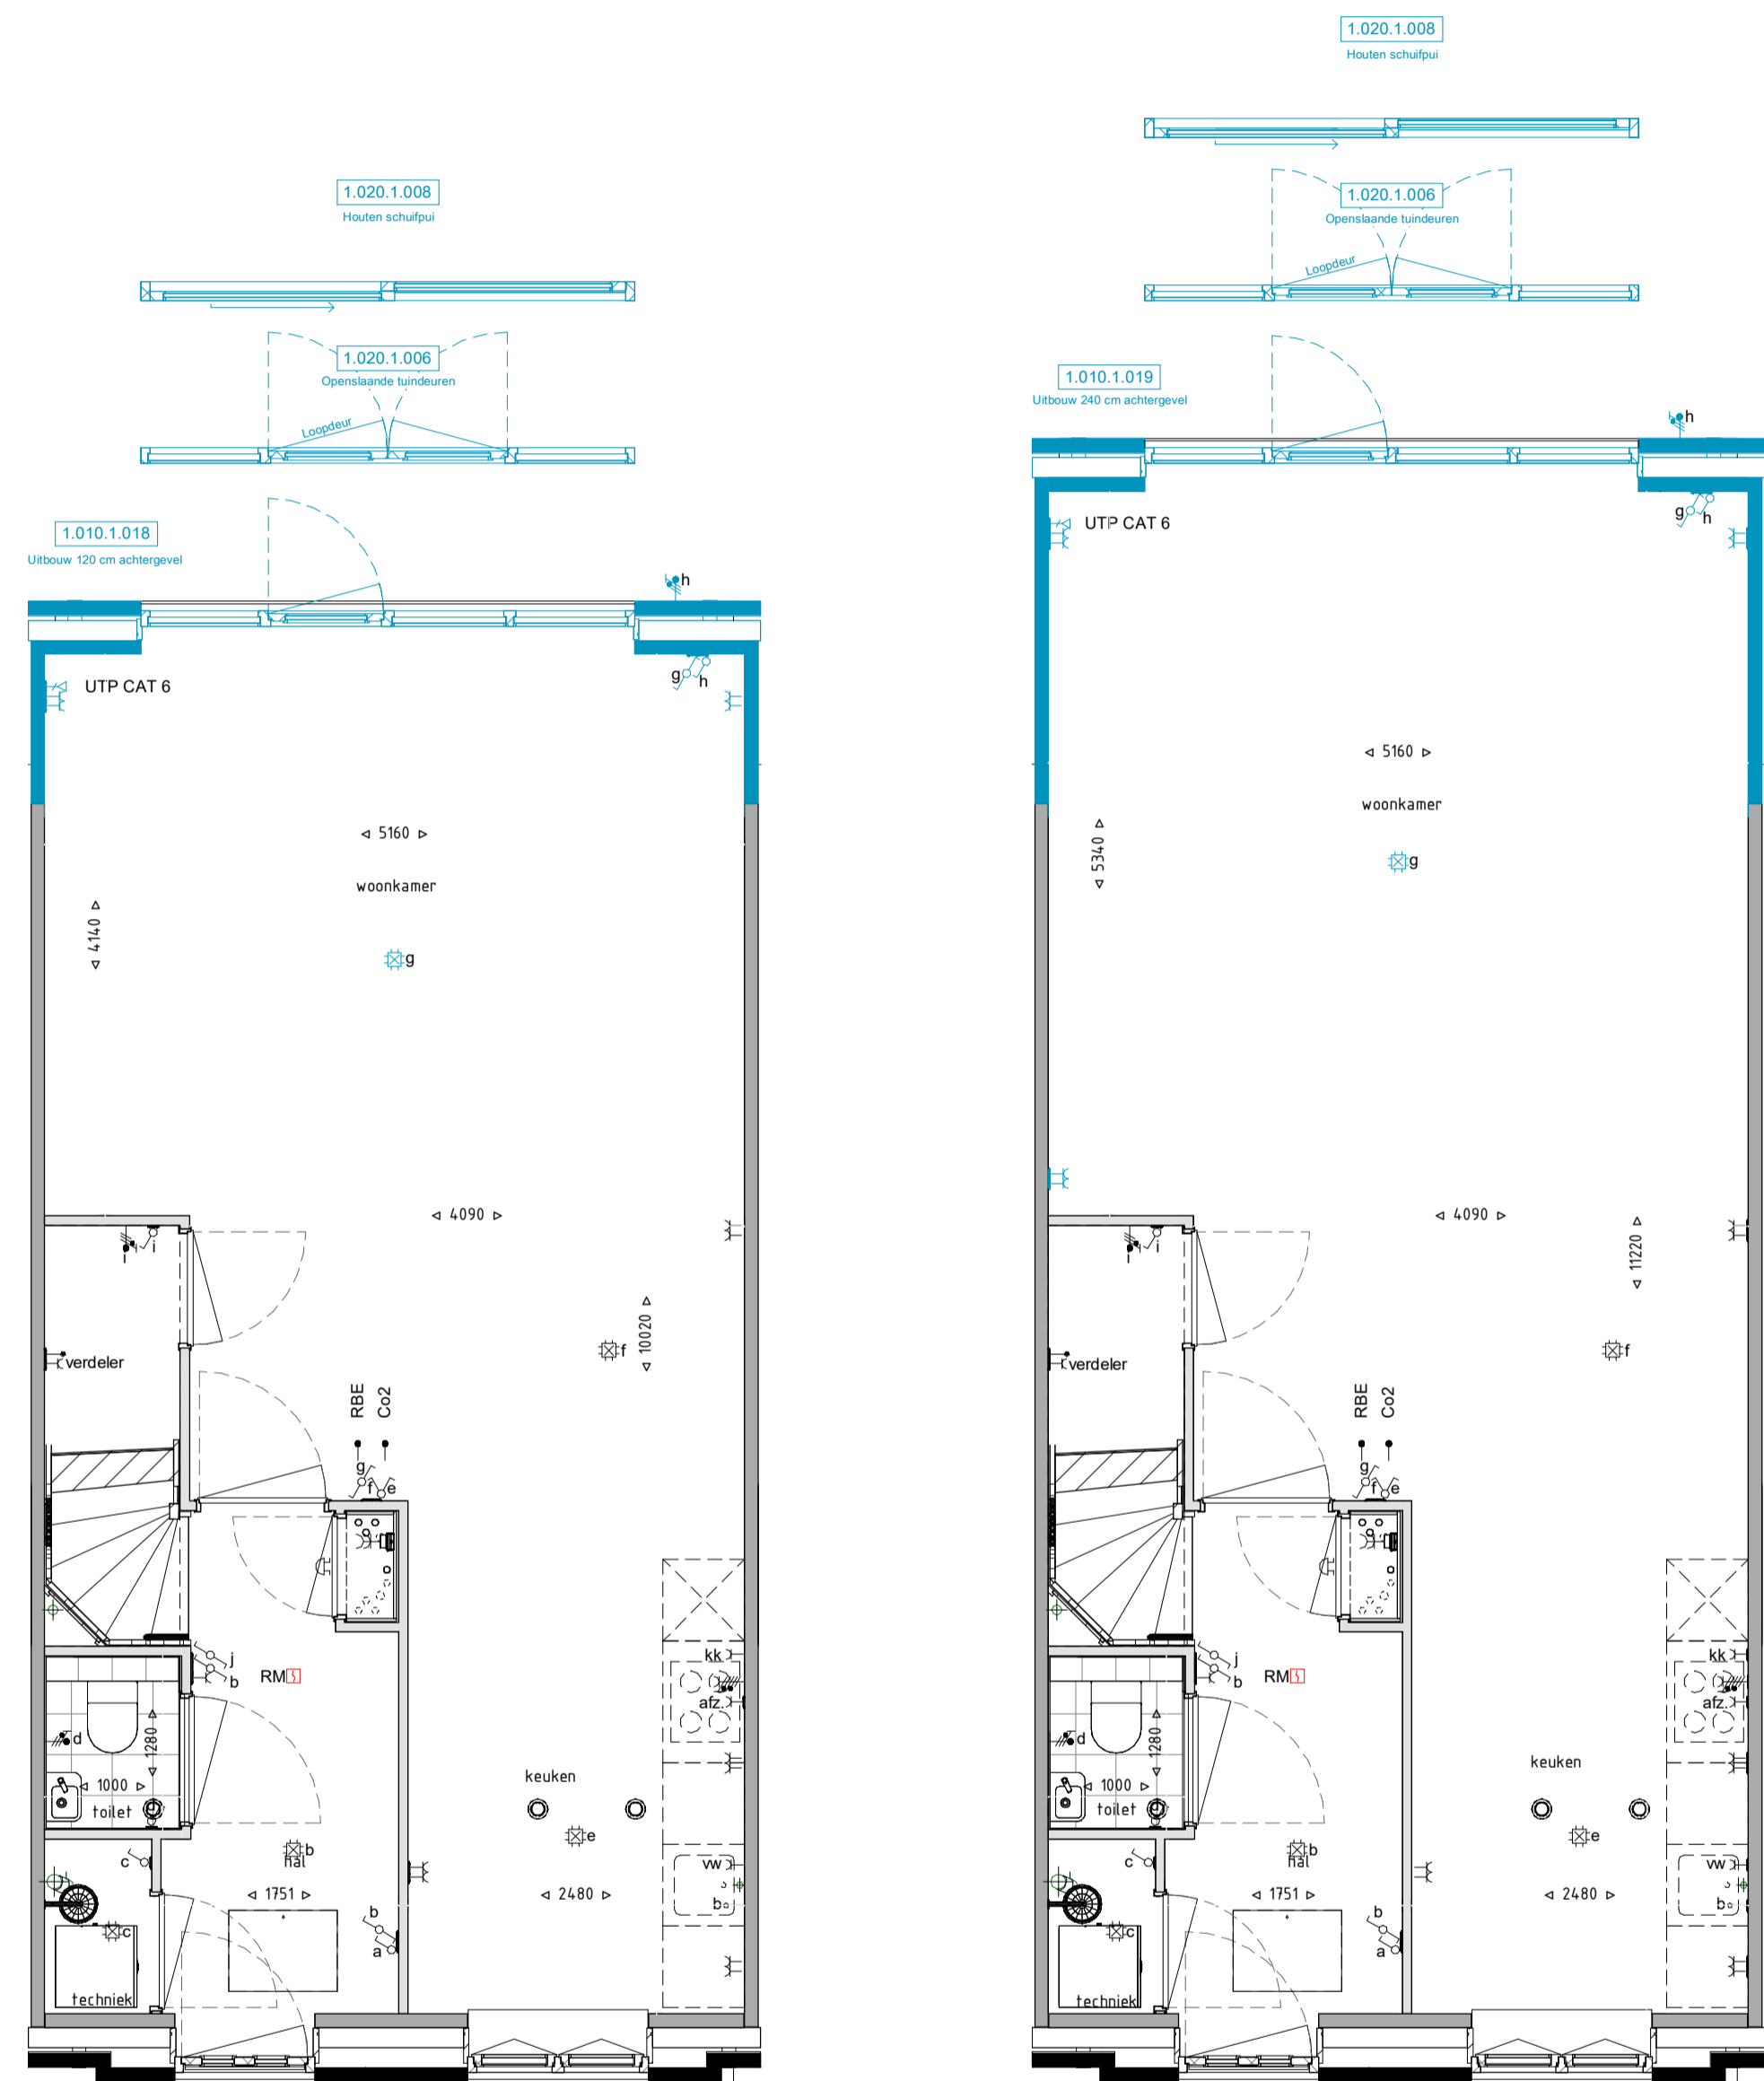 1.020.1.008
Houten schuifpui
1.020.1.006
Openslaande tuindeuren
Loopdeur
1.010.1.018
Uitbouw 120 cm achtergevel
h
UTP CAT 6
g
h
5160
woonkamer
4140
g
4090
i
i
10020
f
verdeler
RBE
Co2
g
f
e
j
b
RM
kk
afz.
d
1280
1000
toilet
keuken
e
b
hal
c
vw
1751
2480
b
b
a
c
techniek
1.020.1.008
Houten schuifpui
1.020.1.006
Openslaande tuindeuren
Loopdeur
1.010.1.019
Uitbouw 240 cm achtergevel
h
g
h
UTP CAT 6
5160
woonkamer
5340
g
4090
i
i
11220
f
verdeler
RBE
Co2
g
f
e
j
b
RM
kk
afz.
d
1280
1000
toilet
keuken
e
b
hal
c
vw
1751
2480
b
b
a
c
techniek